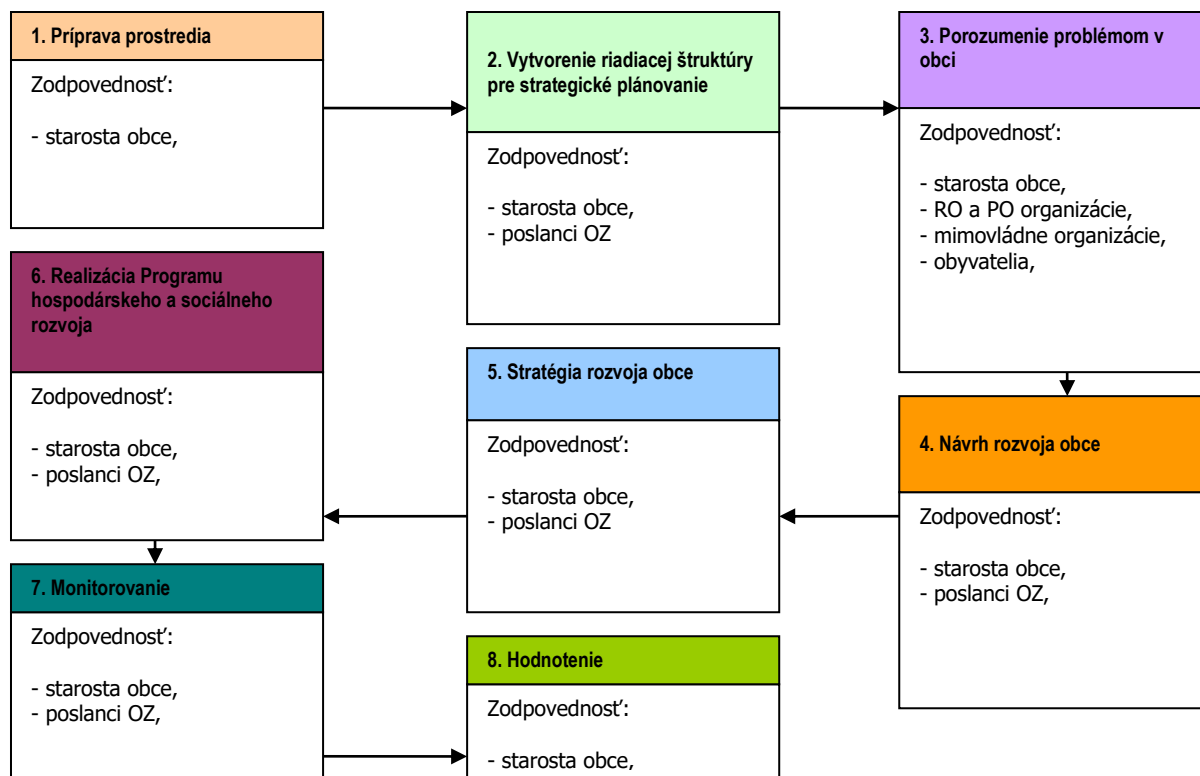 1. Príprava prostredia
Zodpovednosť:
- starosta obce,
2. Vytvorenie riadiacej štruktúry
pre strategické plánovanie
Zodpovednosť:
- starosta obce,
- poslanci OZ
3. Porozumenie problémom v
obci
Zodpovednosť:
- starosta obce,
- RO a PO organizácie,
- mimovládne organizácie,
- obyvatelia,
4. Návrh rozvoja obce
Zodpovednosť:
- starosta obce,
- poslanci OZ,
5. Stratégia rozvoja obce
Zodpovednosť:
- starosta obce,
- poslanci OZ
6. Realizácia Programu
hospodárskeho a sociálneho
rozvoja
Zodpovednosť:
- starosta obce,
- poslanci OZ,
7. Monitorovanie
Zodpovednosť:
- starosta obce,
- poslanci OZ,
8. Hodnotenie
Zodpovednosť:
- starosta obce,